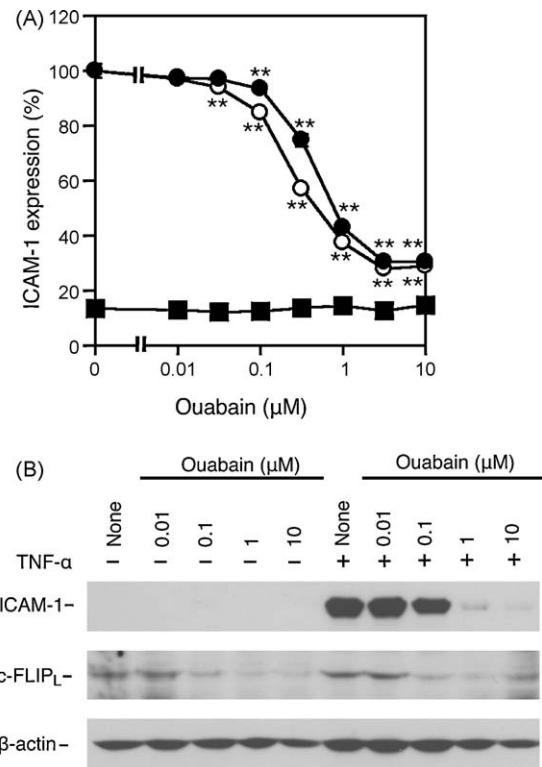 (A)
120
100
80
60
40
20
0
ICAM-1 expression (%)
** ** ** ** ** **
** ** ** ** ** **
0 0.01 0.1 1 10
Ouabain (µM)
(B)
Ouabain (µM) Ouabain (µM)
None 0.01 0.1 1 10 None 0.01 0.1 1 10
TNF-α − − − − − + + + + +
ICAM-1–
c-FLIPL–
β-actin–